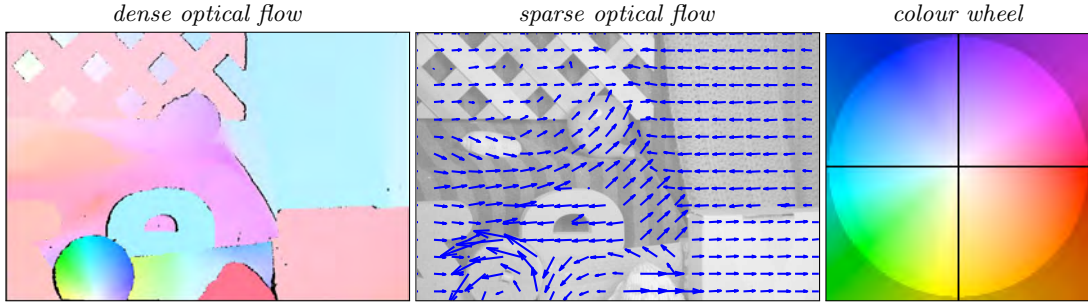 dense optical flow
sparse optical flow
colour wheel